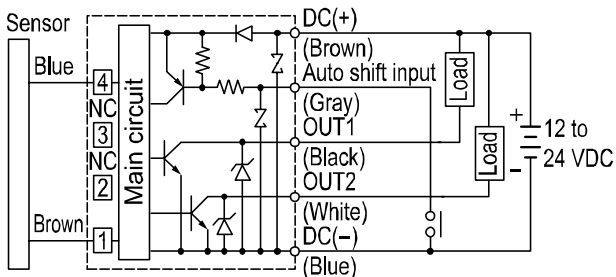 Sensor
Blue
Brown
4
NC
3
NC
2
1
Main circuit
DC(+)
(Brown)
Auto shift input
(Gray)
OUT1
(Black)
OUT2
(White)
DC(−)
(Blue)
Load
Load
+
12 to
24 VDC
−